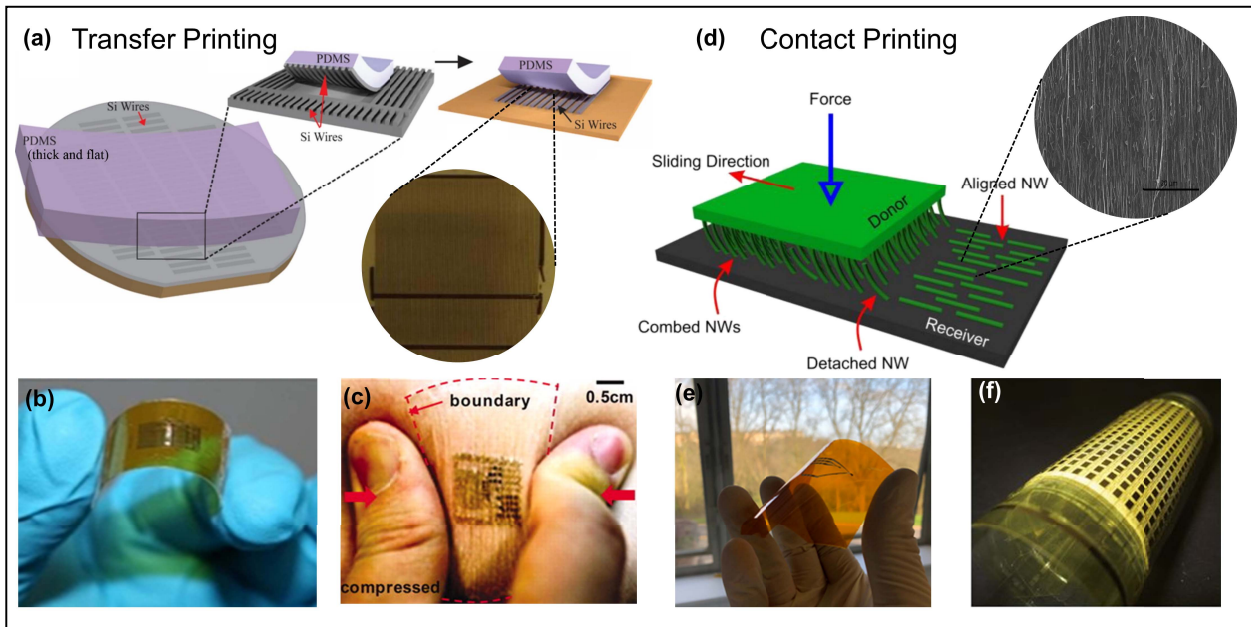 (a) Transfer Printing
PDMS
PDMS
Si Wires
Si Wires
Si Wires
PDMS
(thick and flat)
(d) Contact Printing
Force
Sliding Direction
Donor
Aligned NW
Combed NWs
Detached NW
Receiver
(b)
(c)
boundary
0.5cm
compressed
(e)
(f)